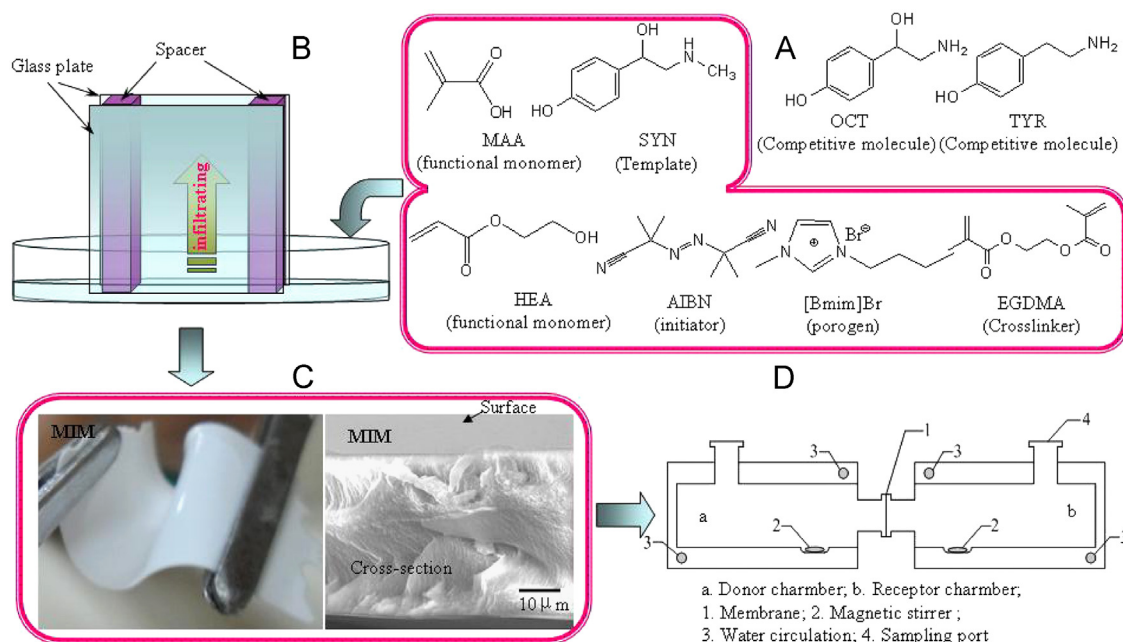 B
Spacer
Glass plate
infiltrating
A
OH
H
N
CH3
HO
O
OH
MAA
(functional monomer)
SYN
(Template)
OH
NH2
HO
OCT
(Competitive molecule)
NH2
HO
TYR
(Competitive molecule)
O
OH
O
HEA
(functional monomer)
N
N
N
N
AIBN
(initiator)
N
N
⊕
Br⊖
[Bmim]Br
(porogen)
O
O
O
O
EGDMA
(Crosslinker)
C
MIM
Surface
MIM
Cross-section
10 μm
D
1
4
3
3
a
b
2
2
3
3
a. Donor charmber; b. Receptor charmber;
1. Membrane; 2. Magnetic stirrer ;
3. Water circulation; 4. Sampling port